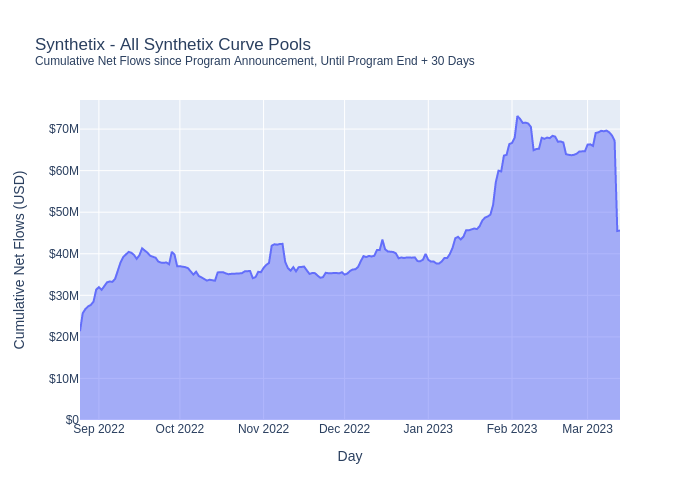 Synthetix - All Synthetix Curve Pools
Cumulative Net Flows since Program Announcement, Until Program End + 30 Days
Cumulative Net Flows (USD)
$70M
$60M
$50M
$40M
$30M
$20M
$10M
$0
Sep 2022 Oct 2022 Nov 2022 Dec 2022 Jan 2023 Feb 2023 Mar 2023
Day